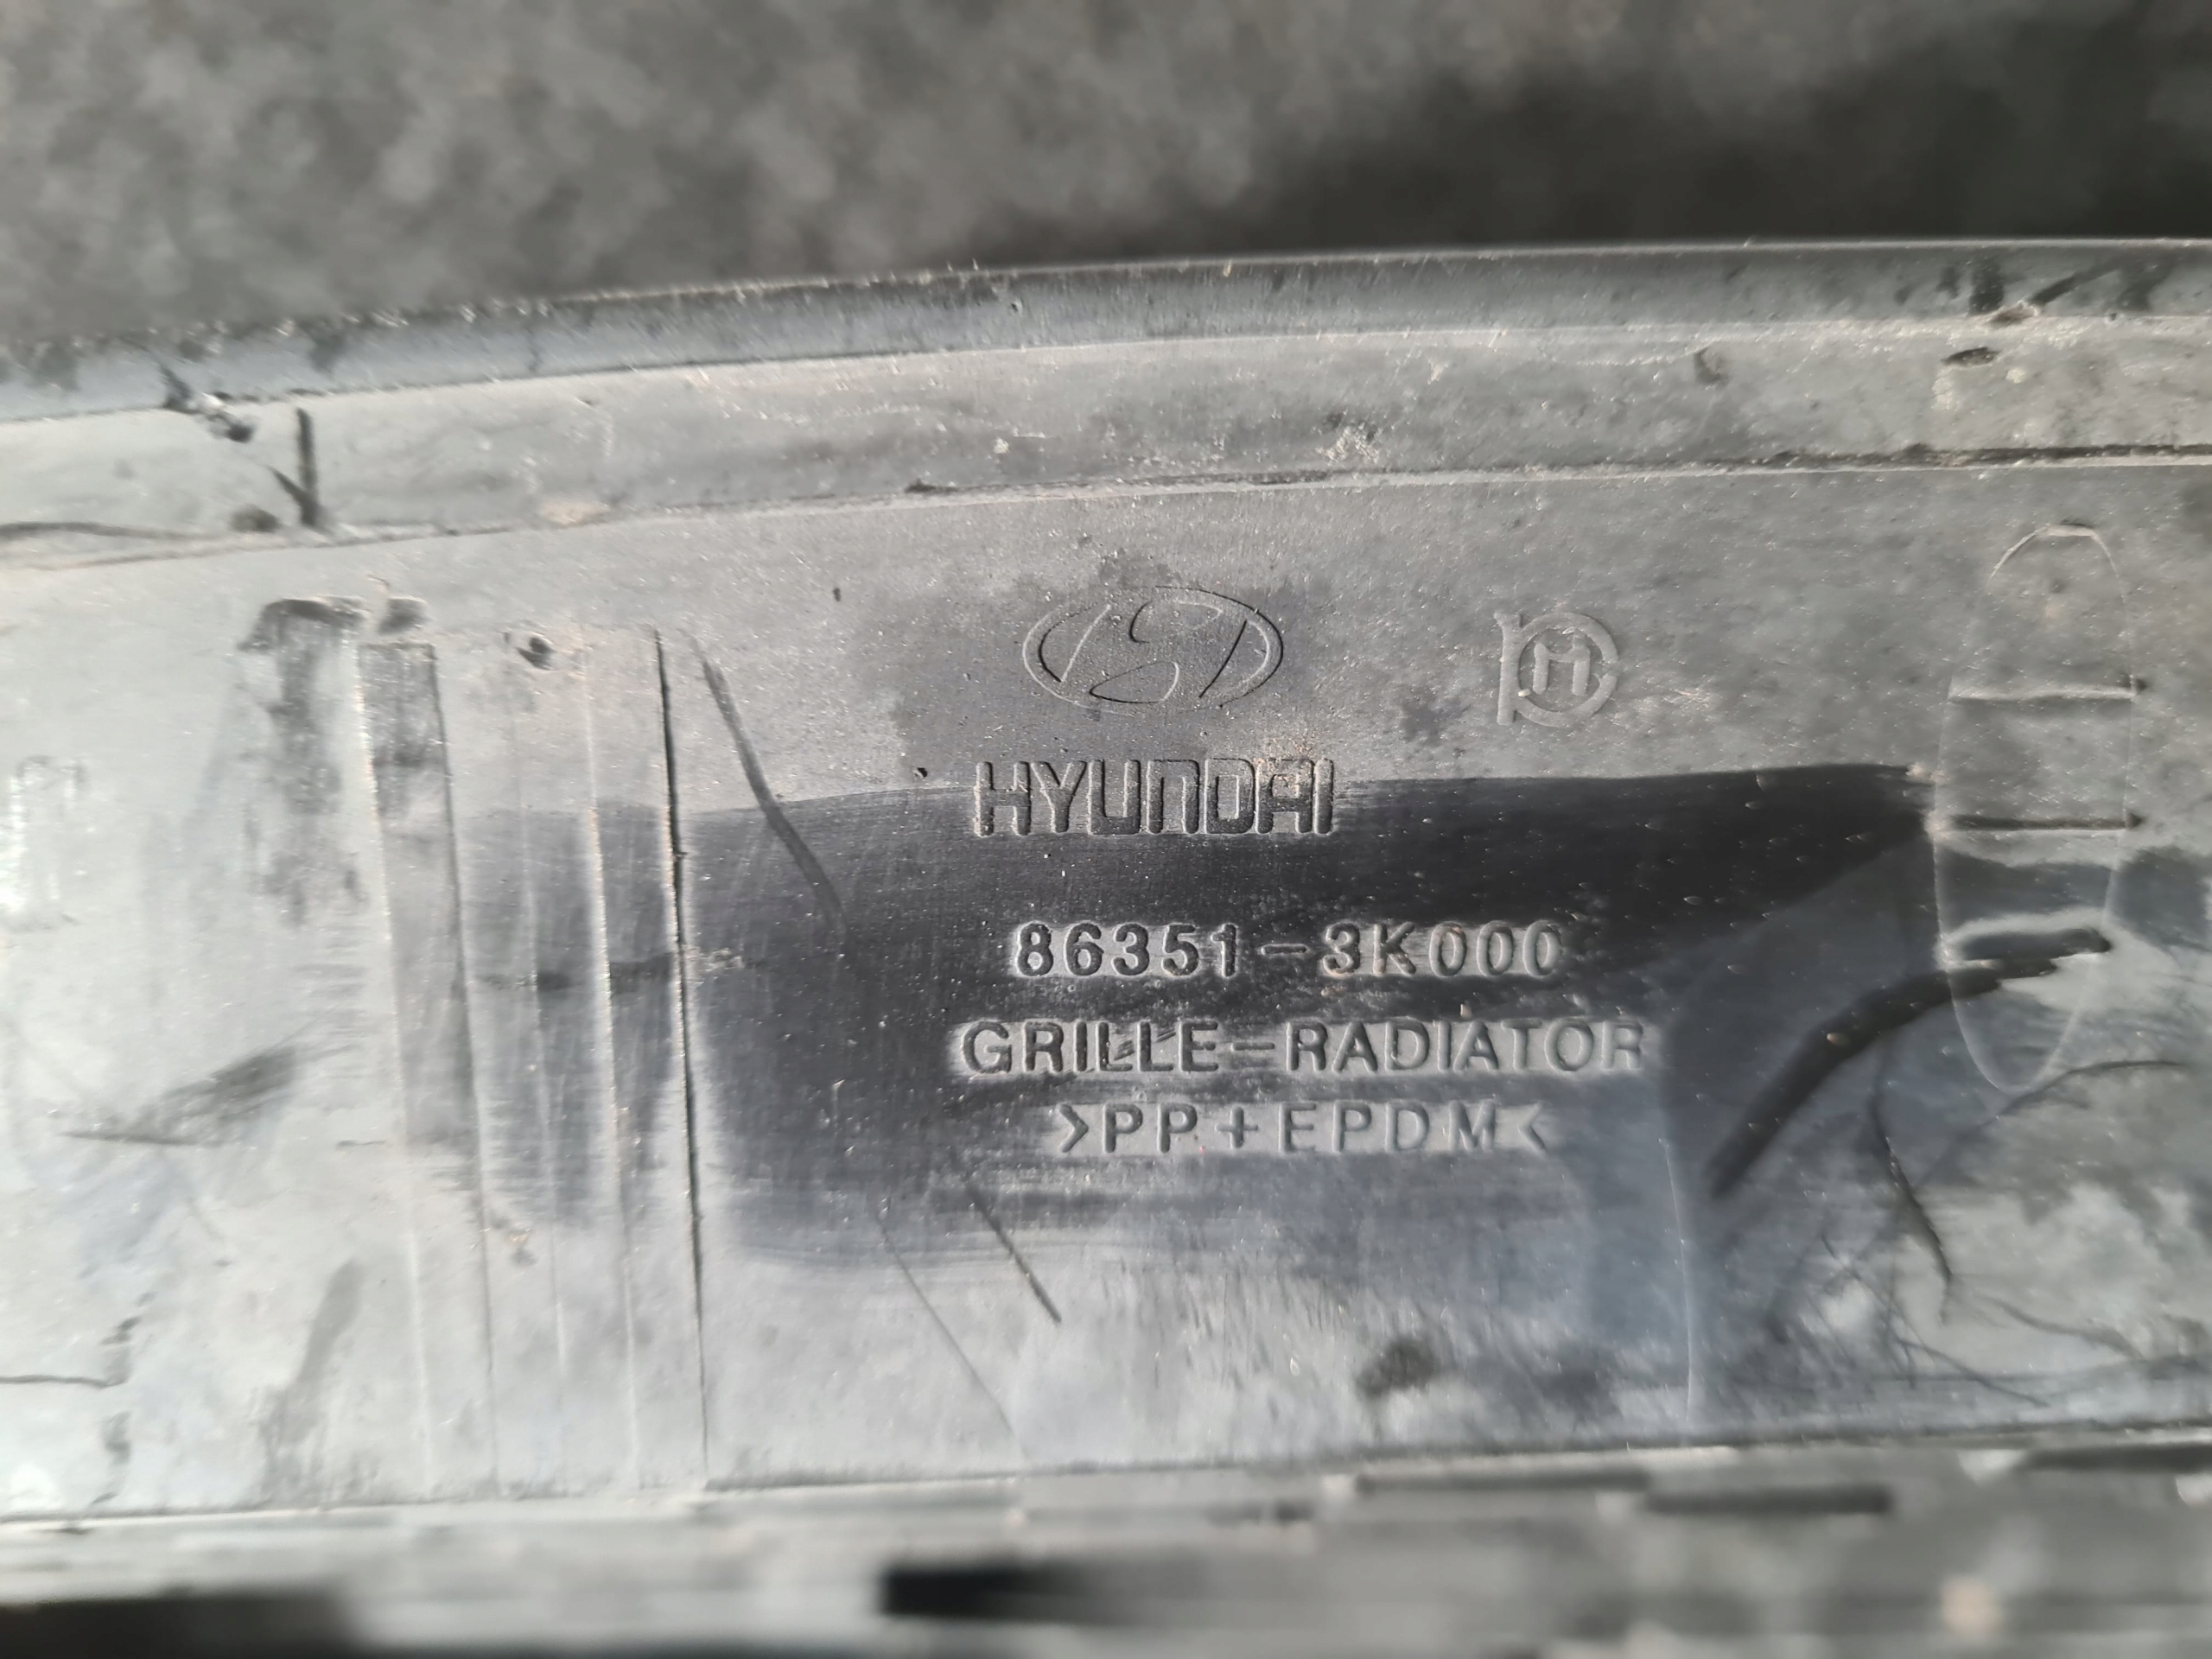 HYUNDAI
86351-3K000
GRILLE-RADIATOR
>PP+EPDM<